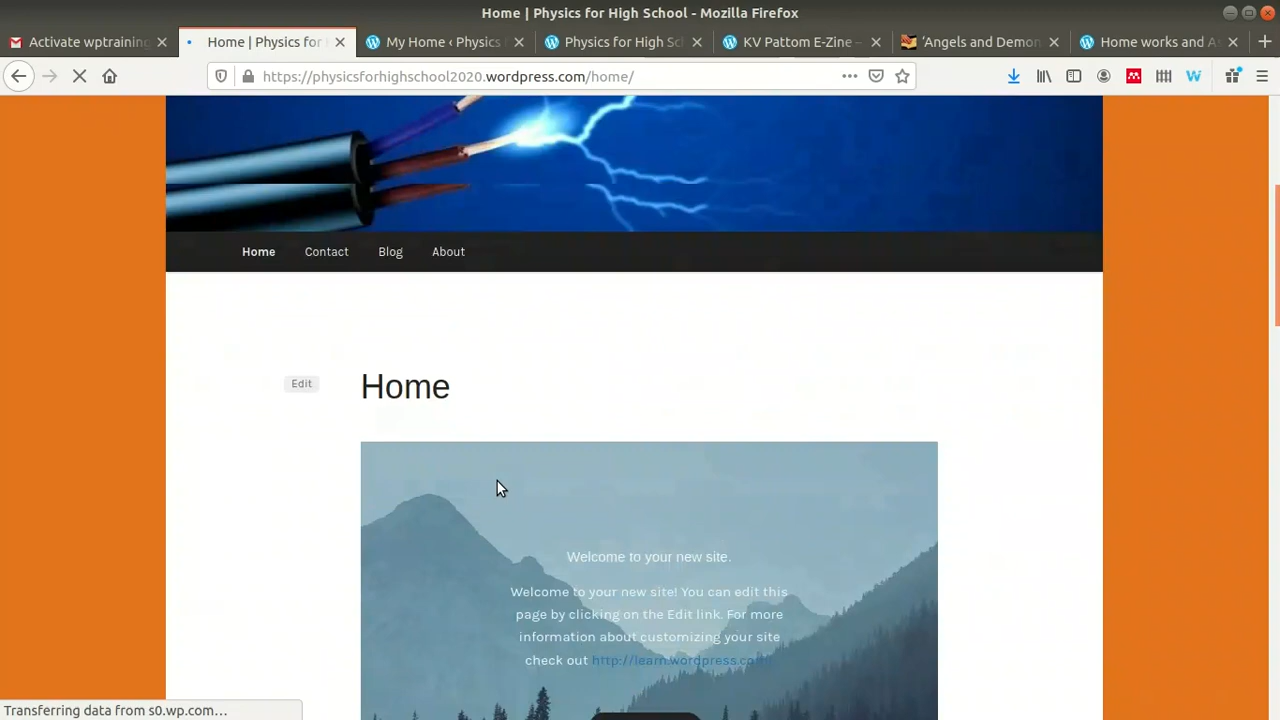 Home | Physics for High School - Mozilla Firefox
Activate wptraining
Home | Physics for
My Home ‹ Physics
Physics for High Sc
KV Pattom E-Zine –
‘Angels and Demon
Home works and A
https://physicsforhighschool2020.wordpress.com/home/
Home
Contact
Blog
About
Edit
Home
Welcome to your new site.
Welcome to your new site! You can edit this
page by clicking on the Edit link. For more
information about customizing your site
check out http://learn.wordpress.com/
Transferring data from s0.wp.com…